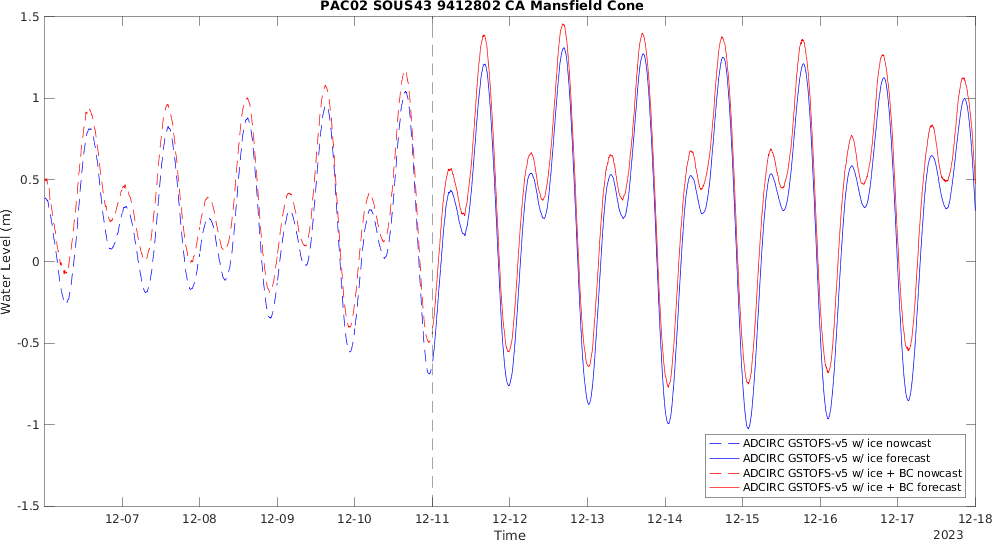 PAC02 SOUS43 9412802 CA Mansfield Cone
Water Level (m)
1.5
1
0.5
0
-0.5
-1
-1.5
12-07
12-08
12-09
12-10
12-11
12-12
12-13
12-14
12-15
12-16
12-17
12-18
Time
2023
ADCIRC GSTOFS-v5 w/ ice nowcast
ADCIRC GSTOFS-v5 w/ ice forecast
ADCIRC GSTOFS-v5 w/ ice + BC nowcast
ADCIRC GSTOFS-v5 w/ ice + BC forecast